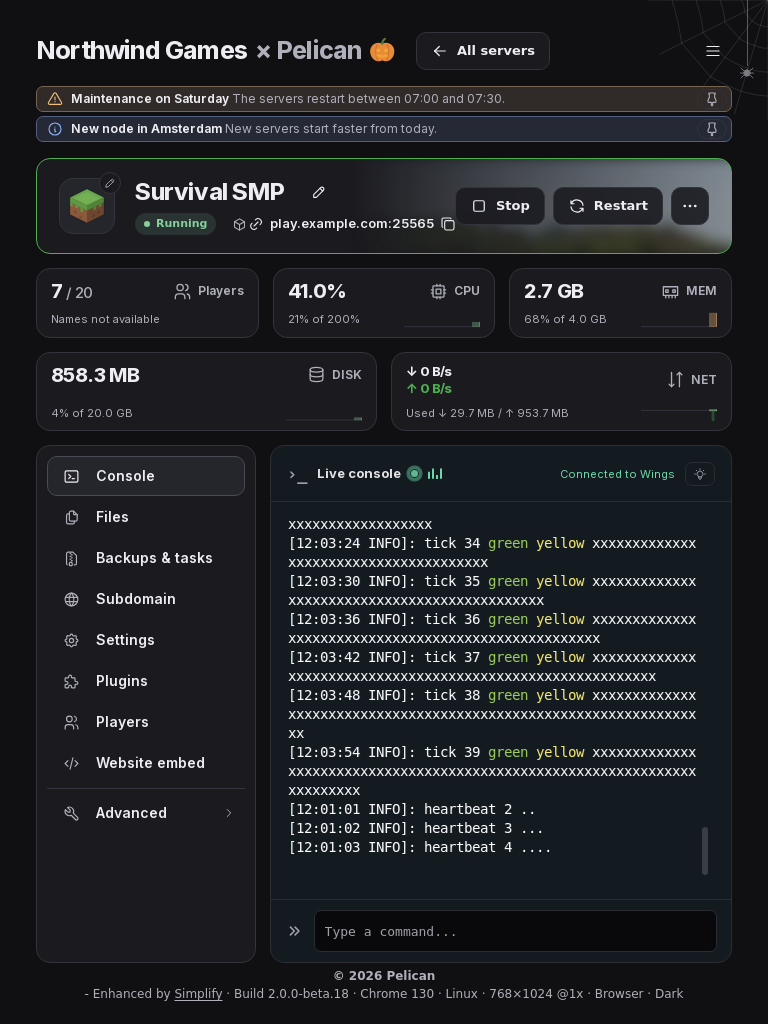 Northwind Games × Pelican 🎃
All servers
Maintenance on Saturday The servers restart between 07:00 and 07:30.
New node in Amsterdam New servers start faster from today.
Survival SMP
Running
play.example.com:25565
Stop
Restart
7 / 20
Players
Names not available
41.0%
CPU
21% of 200%
2.7 GB
MEM
68% of 4.0 GB
858.3 MB
DISK
4% of 20.0 GB
↓ 0 B/s
↑ 0 B/s
NET
Used ↓ 29.7 MB / ↑ 953.7 MB
Console
Files
Backups & tasks
Subdomain
Settings
Plugins
Players
Website embed
Advanced
Live console
Connected to Wings
xxxxxxxxxxxxxxxxxx
[12:03:24 INFO]: tick 34 green yellow xxxxxxxxxxxxx
xxxxxxxxxxxxxxxxxxxxxxxxx
[12:03:30 INFO]: tick 35 green yellow xxxxxxxxxxxxx
xxxxxxxxxxxxxxxxxxxxxxxxxxxxxxxx
[12:03:36 INFO]: tick 36 green yellow xxxxxxxxxxxxx
xxxxxxxxxxxxxxxxxxxxxxxxxxxxxxxxxxxxxxx
[12:03:42 INFO]: tick 37 green yellow xxxxxxxxxxxxx
xxxxxxxxxxxxxxxxxxxxxxxxxxxxxxxxxxxxxxxxxxxxxx
[12:03:48 INFO]: tick 38 green yellow xxxxxxxxxxxxx
xxxxxxxxxxxxxxxxxxxxxxxxxxxxxxxxxxxxxxxxxxxxxxxxxxx
xx
[12:03:54 INFO]: tick 39 green yellow xxxxxxxxxxxxx
xxxxxxxxxxxxxxxxxxxxxxxxxxxxxxxxxxxxxxxxxxxxxxxxxxx
xxxxxxxxx
[12:01:01 INFO]: heartbeat 2 ..
[12:01:02 INFO]: heartbeat 3 ...
[12:01:03 INFO]: heartbeat 4 ....
Type a command...
© 2026 Pelican
- Enhanced by Simplify · Build 2.0.0-beta.18 · Chrome 130 · Linux · 768×1024 @1x · Browser · Dark